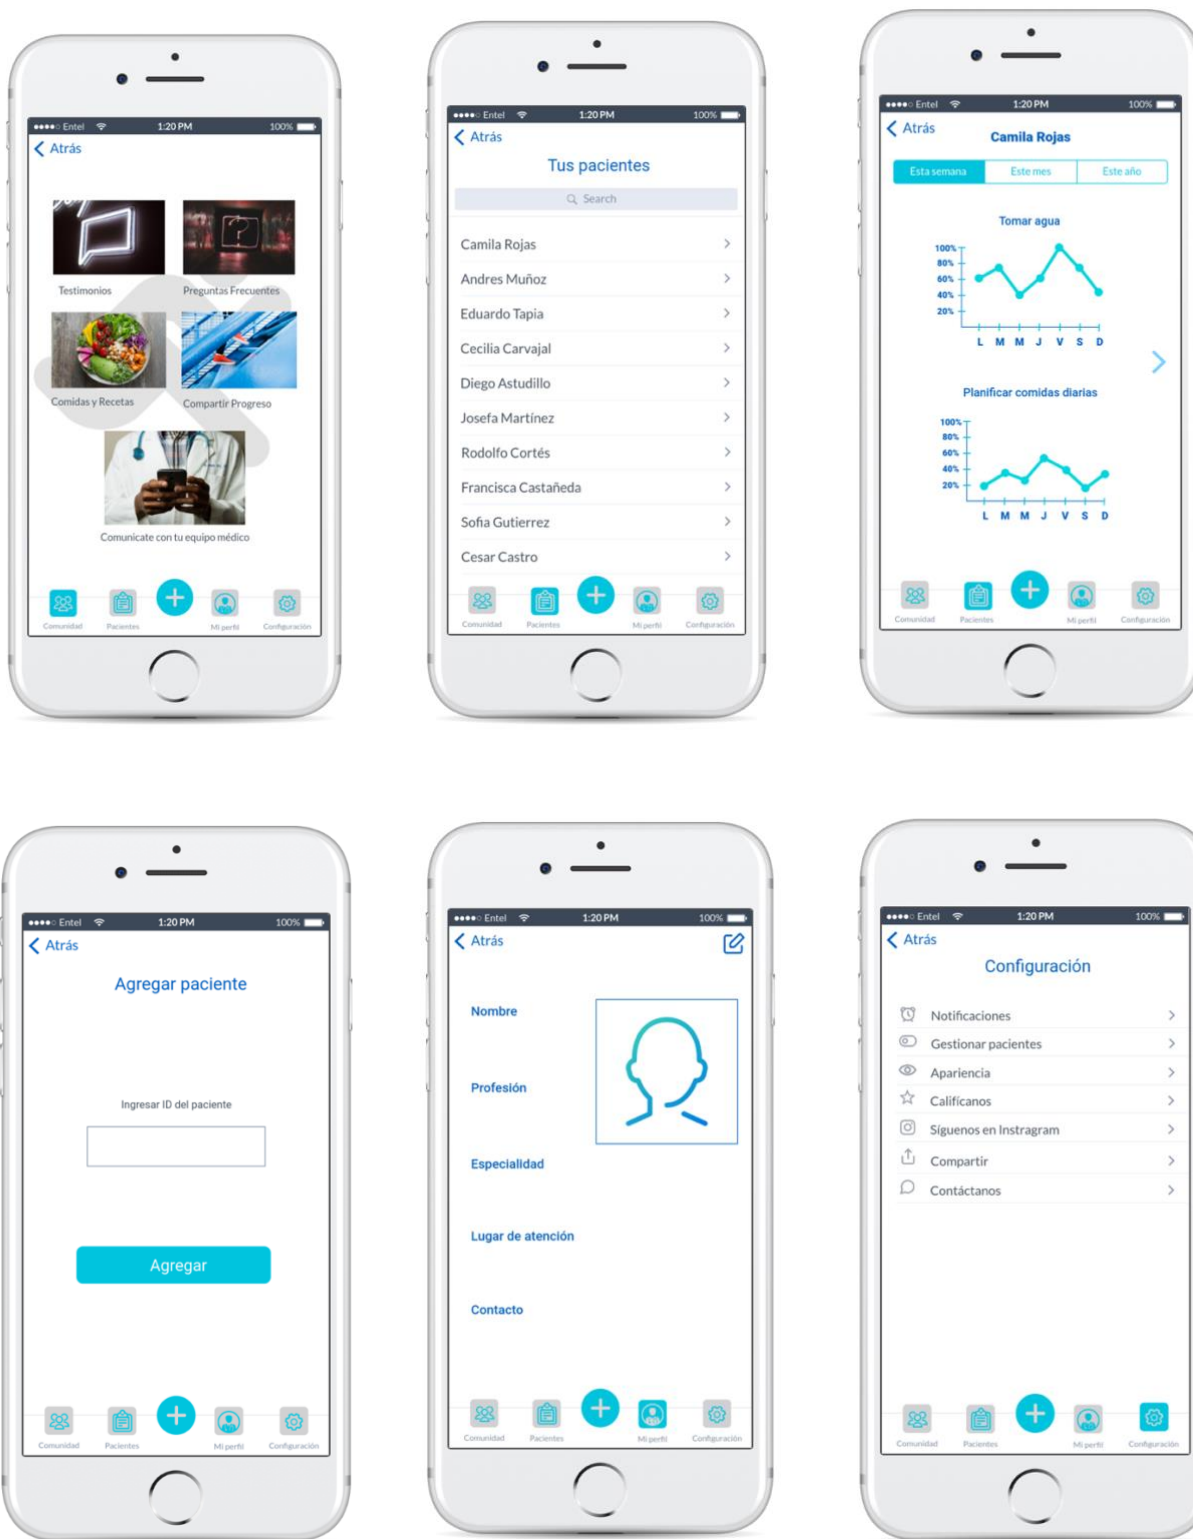 Entel 1:20 PM 100%
Atrás
Testimonios Preguntas Frecuentes
Comidas y Recetas Compartir Progreso
Comunicate con tu equipo médico
Comunidad Pacientes Mi perfil Configuración
Entel 1:20 PM 100%
Atrás
Tus pacientes
Search
Camila Rojas
Andres Muñoz
Eduardo Tapia
Cecilia Carvajal
Diego Astudillo
Josefa Martínez
Rodolfo Cortés
Francisca Castañeda
Sofia Gutierrez
Cesar Castro
Comunidad Pacientes Mi perfil Configuración
Entel 1:20 PM 100%
Atrás
Camila Rojas
Esta semana Este mes Este año
Tomar agua
100%
80%
60%
40%
20%
L M M J V S D
Planificar comidas diarias
100%
80%
60%
40%
20%
L M M J V S D
Comunidad Pacientes Mi perfil Configuración
Entel 1:20 PM 100%
Atrás
Agregar paciente
Ingresar ID del paciente
Agregar
Comunidad Pacientes Mi perfil Configuración
Entel 1:20 PM 100%
Atrás
Nombre
Profesión
Especialidad
Lugar de atención
Contacto
Comunidad Pacientes Mi perfil Configuración
Entel 1:20 PM 100%
Atrás
Configuración
Notificaciones
Gestionar pacientes
Apariencia
Califícanos
Síguenos en Instragram
Compartir
Contáctanos
Comunidad Pacientes Mi perfil Configuración